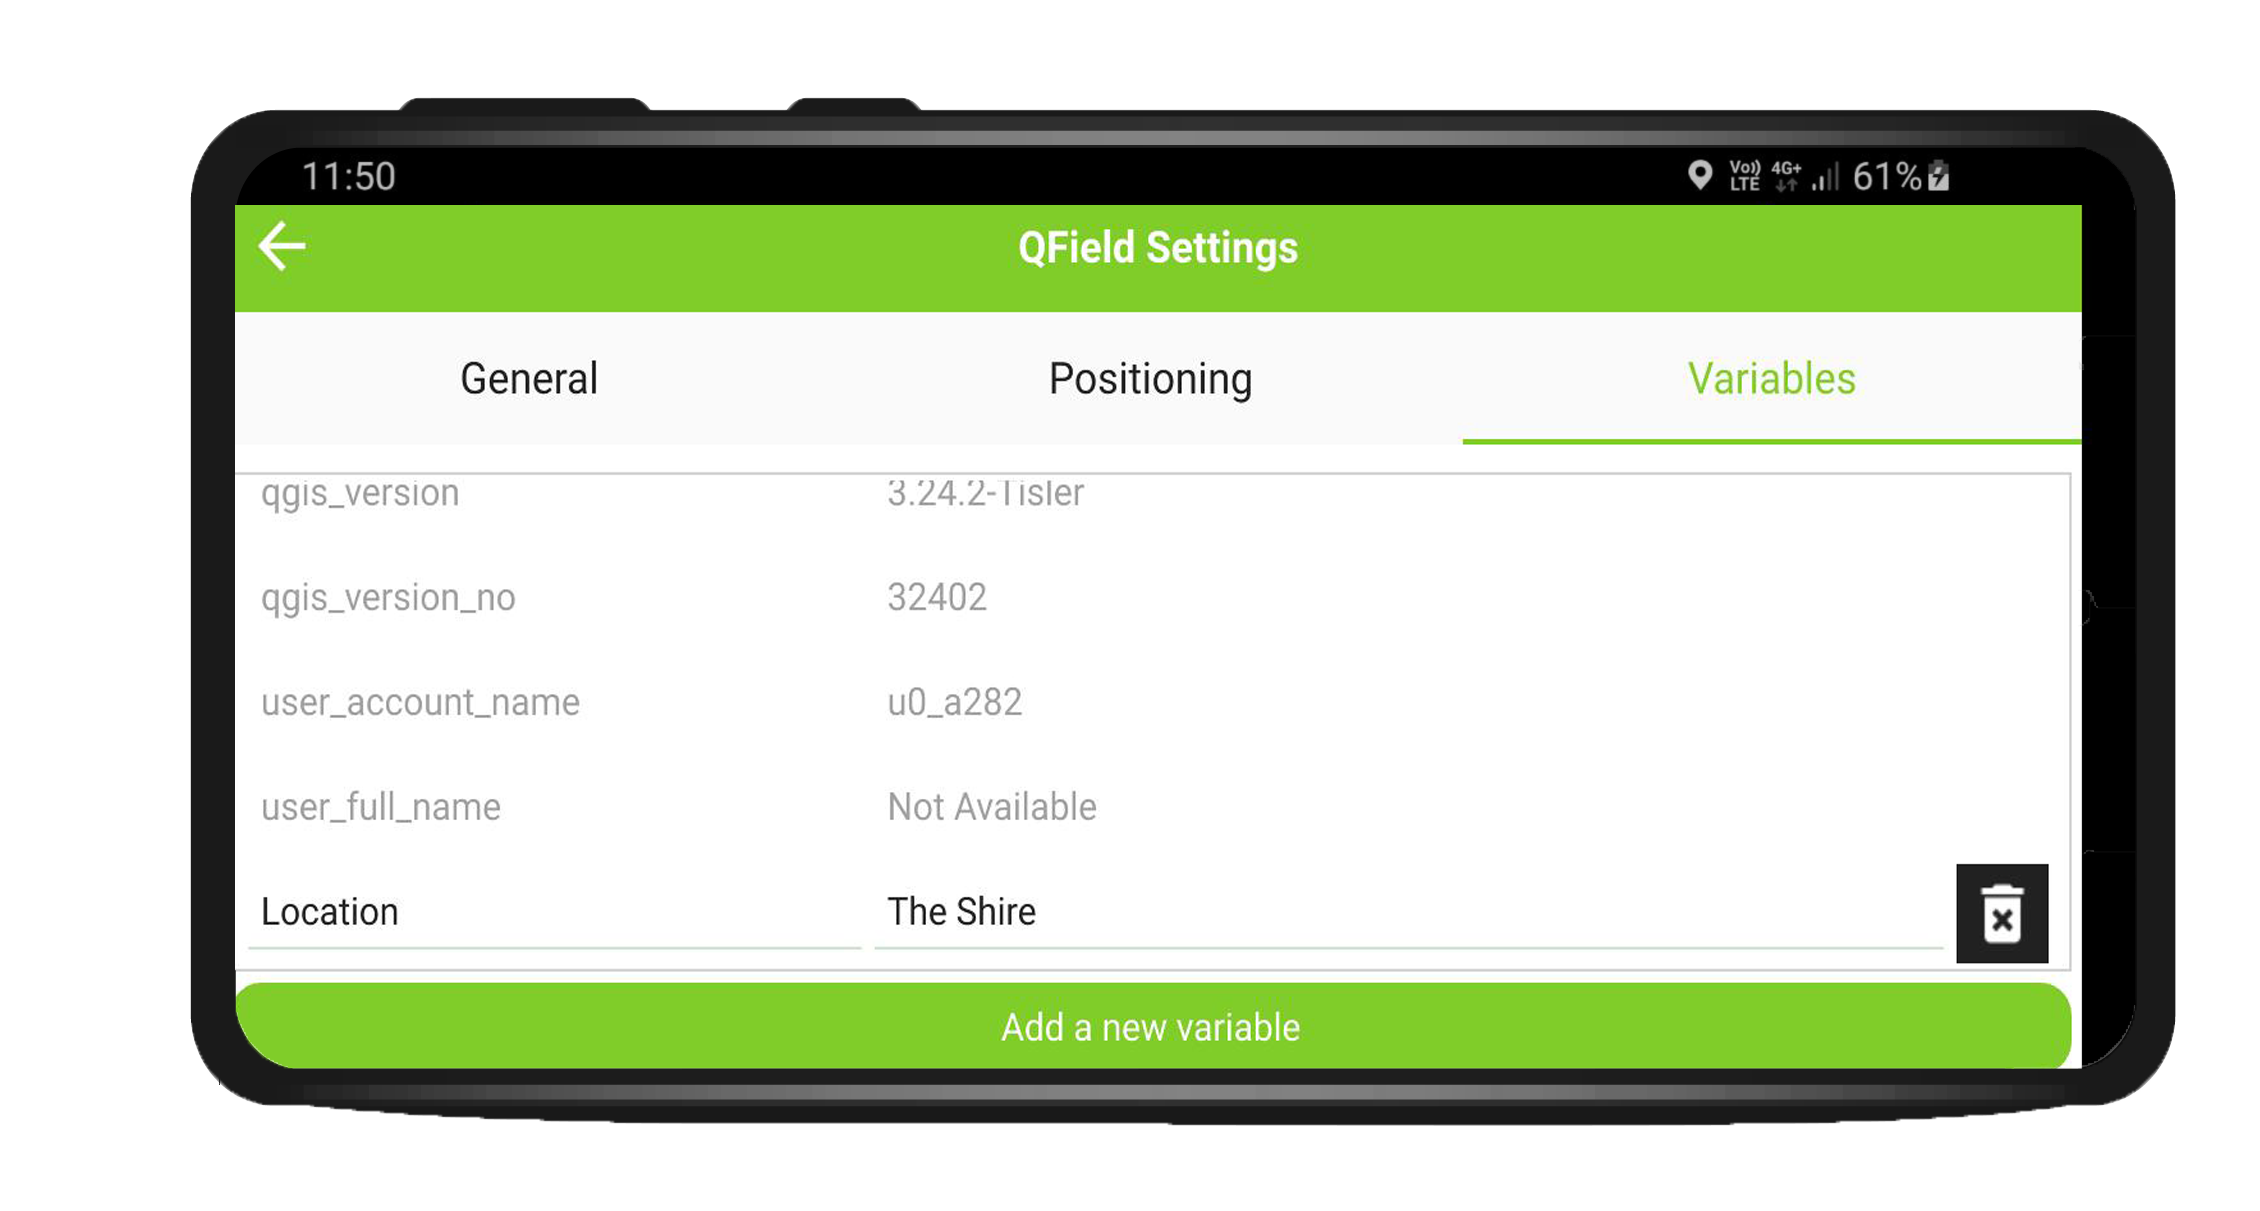 11:50 Vo)) LTE 4G+ 61%
QField Settings
General Positioning Variables
qgis_version 3.24.2-Tisler
qgis_version_no 32402
user_account_name u0_a282
user_full_name Not Available
Location The Shire
Add a new variable